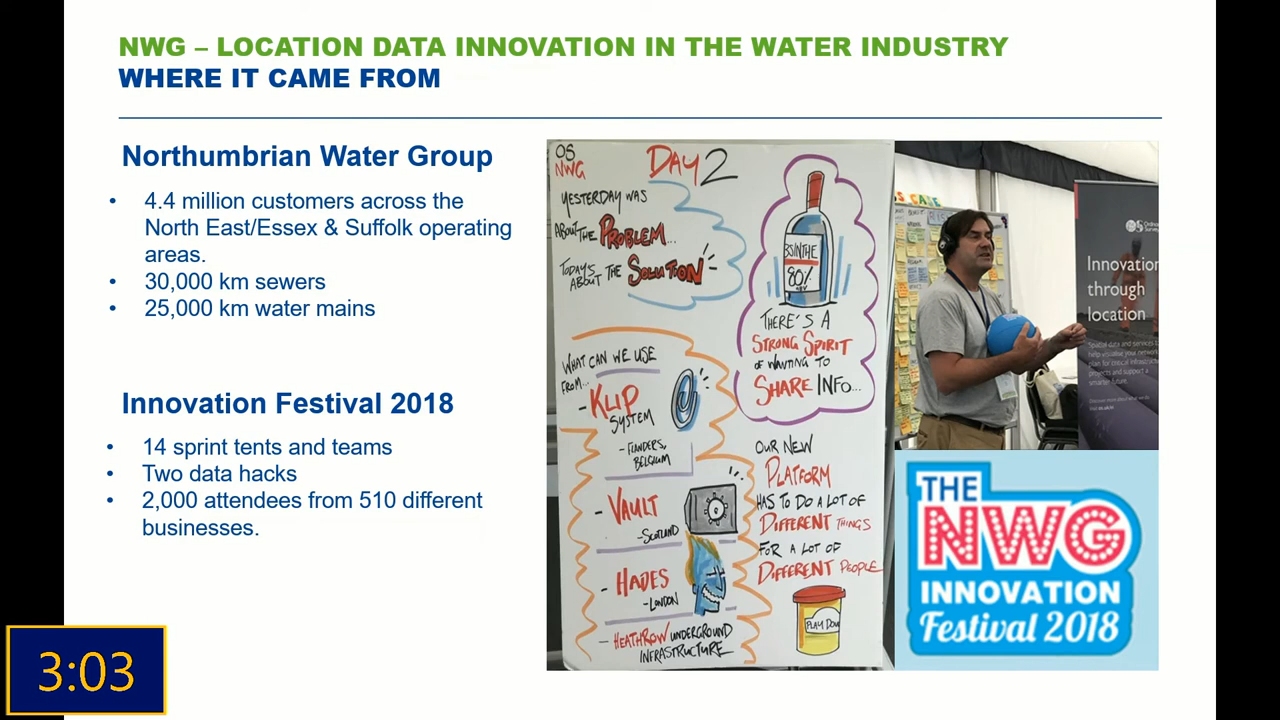 NWG – LOCATION DATA INNOVATION IN THE WATER INDUSTRY
WHERE IT CAME FROM
Northumbrian Water Group
• 4.4 million customers across the
North East/Essex & Suffolk operating
areas.
• 30,000 km sewers
• 25,000 km water mains
Innovation Festival 2018
• 14 sprint tents and teams
• Two data hacks
• 2,000 attendees from 510 different
businesses.
3:03
OS
NWG
DAY 2
YESTERDAY WAS
ABOUT THE PROBLEM...
TODAY'S
ABOUT THE SOLUTION
WHAT CAN WE USE
FROM...
- KLIP
SYSTEM
- FLANDERS,
BELGIUM
- VAULT
- SCOTLAND
- HADES
- LONDON
- HEATHROW UNDERGROUND
INFRASTRUCTURE
80%
THERE'S A
STRONG SPIRIT
OF WANTING TO
SHARE INFO...
OUR NEW
PLATFORM
HAS TO DO A LOT OF
DIFFERENT THINGS
FOR A LOT OF
DIFFERENT PEOPLE
PLAY DOH
Innovation
through
location
THE
NWG
INNOVATION
Festival 2018